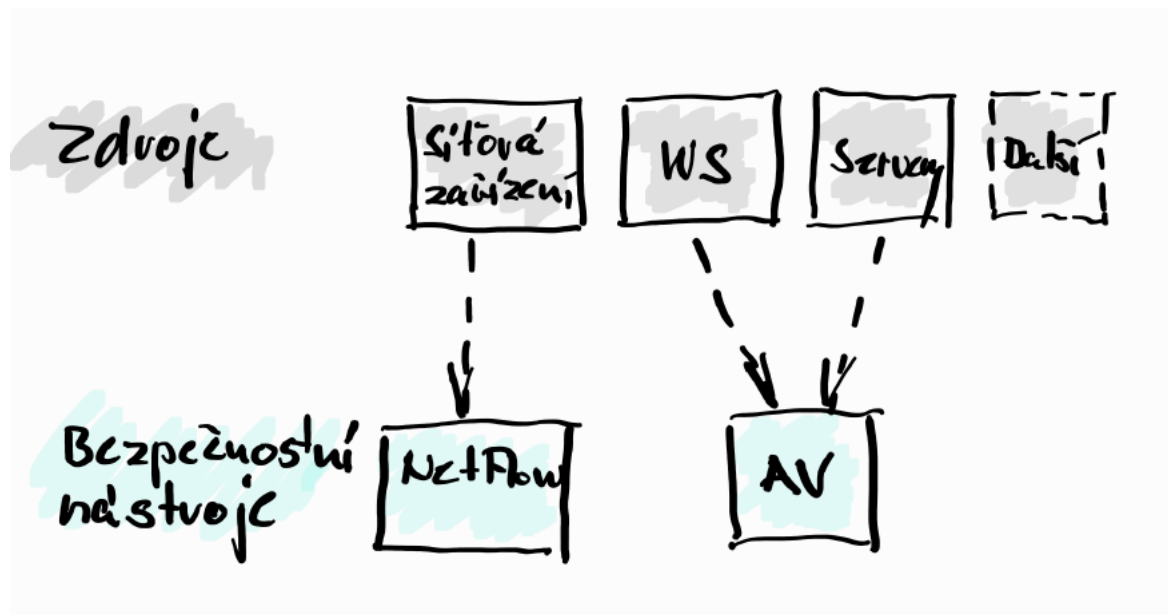 Zdroje
Síťová
zařízení
WS
Servery
Další
Bezpečnostní
nástroje
NetFlow
AV